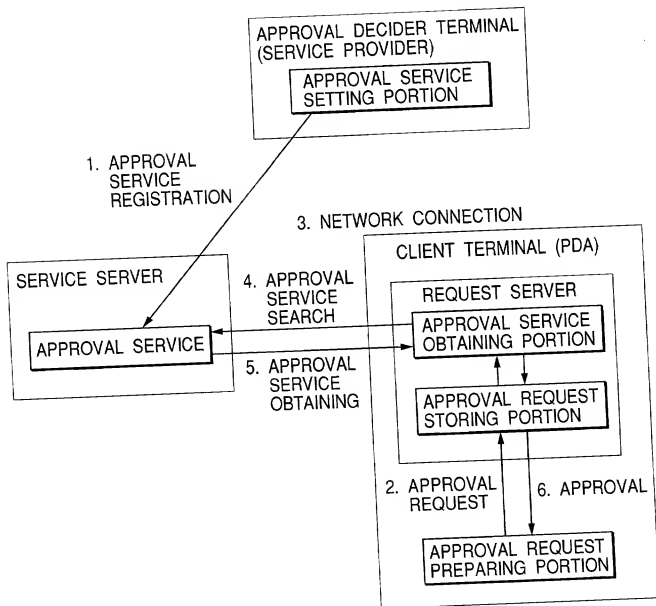 APPROVAL DECIDER TERMINAL
(SERVICE PROVIDER)
APPROVAL SERVICE
SETTING PORTION
1. APPROVAL
SERVICE
REGISTRATION
3. NETWORK CONNECTION
CLIENT TERMINAL (PDA)
SERVICE SERVER
4. APPROVAL
SERVICE
SEARCH
REQUEST SERVER
APPROVAL SERVICE
APPROVAL SERVICE
OBTAINING PORTION
5. APPROVAL
SERVICE
OBTAINING
APPROVAL REQUEST
STORING PORTION
2. APPROVAL
REQUEST
6. APPROVAL
APPROVAL REQUEST
PREPARING PORTION